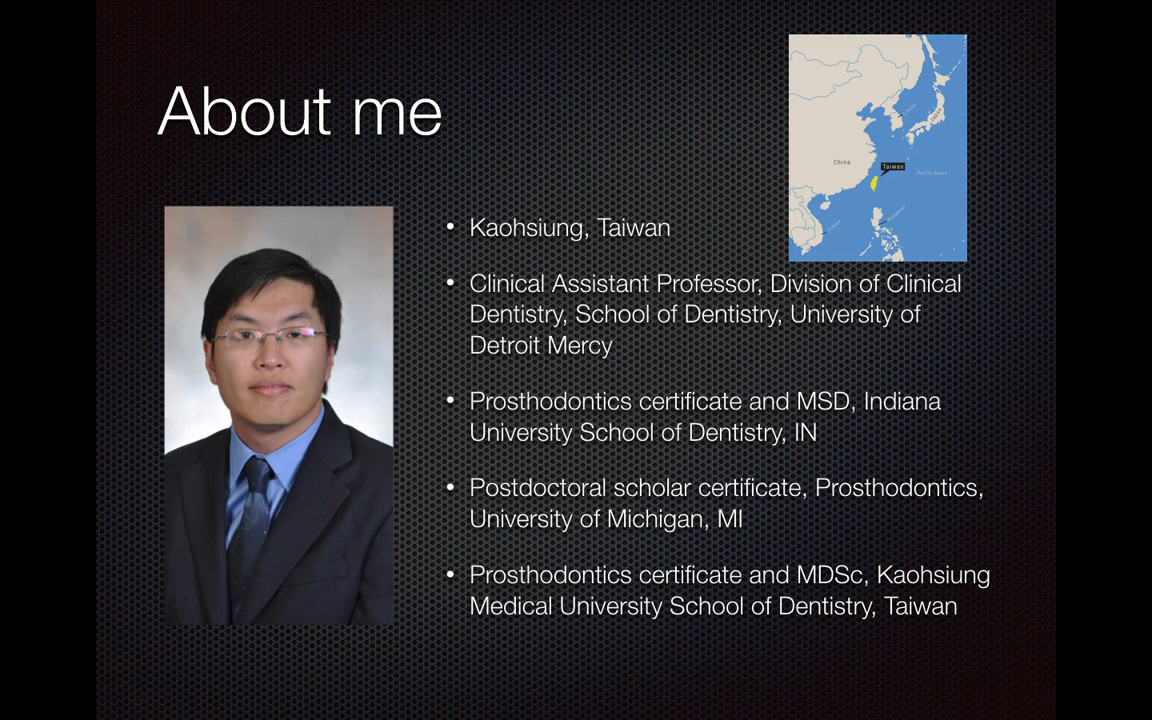 About me
China
Taiwan
Pacific Ocean
• Kaohsiung, Taiwan
• Clinical Assistant Professor, Division of Clinical
Dentistry, School of Dentistry, University of
Detroit Mercy
• Prosthodontics certificate and MSD, Indiana
University School of Dentistry, IN
• Postdoctoral scholar certificate, Prosthodontics,
University of Michigan, MI
• Prosthodontics certificate and MDSc, Kaohsiung
Medical University School of Dentistry, Taiwan